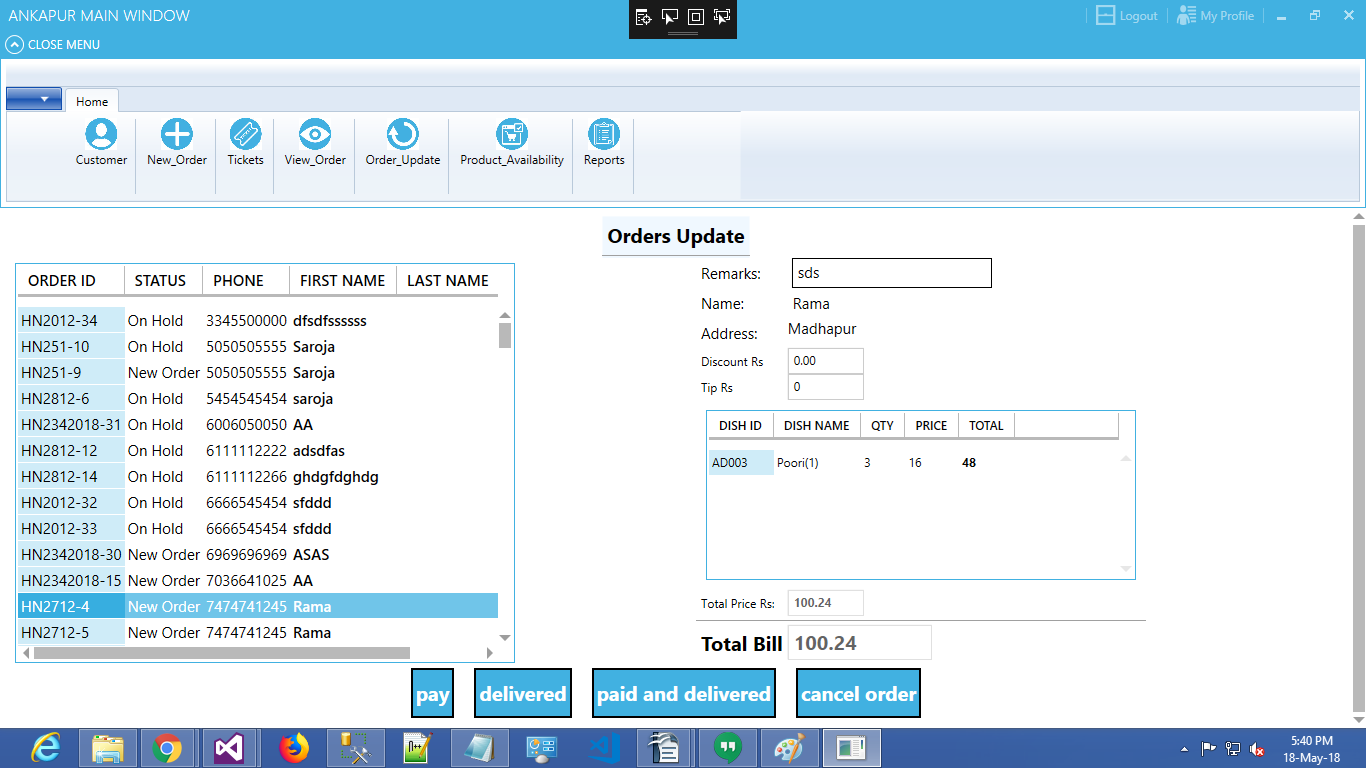 ANKAPUR MAIN WINDOW
Logout
My Profile
CLOSE MENU
Home
Customer
New_Order
Tickets
View_Order
Order_Update
Product_Availability
Reports
Orders Update
ORDER ID STATUS PHONE FIRST NAME LAST NAME
HN2012-34 On Hold 3345500000 dfsdfssssss
HN251-10 On Hold 5050505555 Saroja
HN251-9 New Order 5050505555 Saroja
HN2812-6 On Hold 5454545454 saroja
HN2342018-31 On Hold 6006050050 AA
HN2812-12 On Hold 6111112222 adsdfas
HN2812-14 On Hold 6111112266 ghdgfdghdg
HN2012-32 On Hold 6666545454 sfddd
HN2012-33 On Hold 6666545454 sfddd
HN2342018-30 New Order 6969696969 ASAS
HN2342018-15 New Order 7036641025 AA
HN2712-4 New Order 7474741245 Rama
HN2712-5 New Order 7474741245 Rama
Remarks: sds
Name: Rama
Address: Madhapur
Discount Rs 0.00
Tip Rs 0
DISH ID DISH NAME QTY PRICE TOTAL
AD003 Poori(1) 3 16 48
Total Price Rs: 100.24
Total Bill 100.24
pay
delivered
paid and delivered
cancel order
5:40 PM
18-May-18